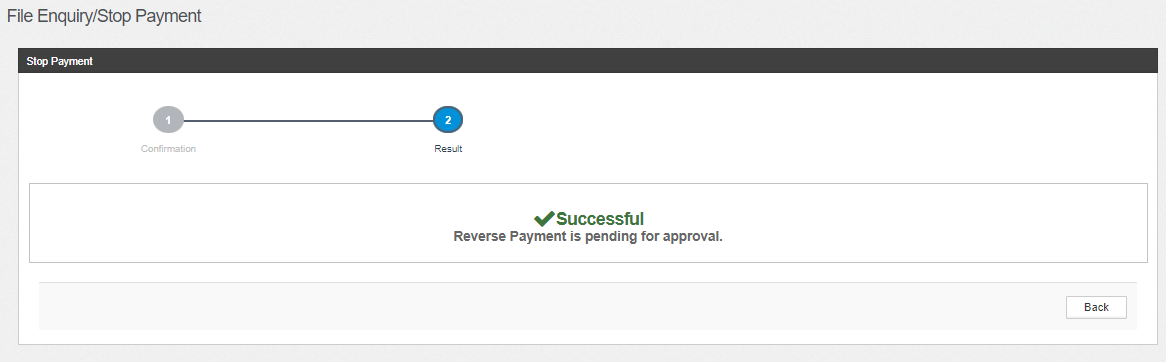 File Enquiry/Stop Payment
Stop Payment
1
2
Confirmation
Result
Successful
Reverse Payment is pending for approval.
Back